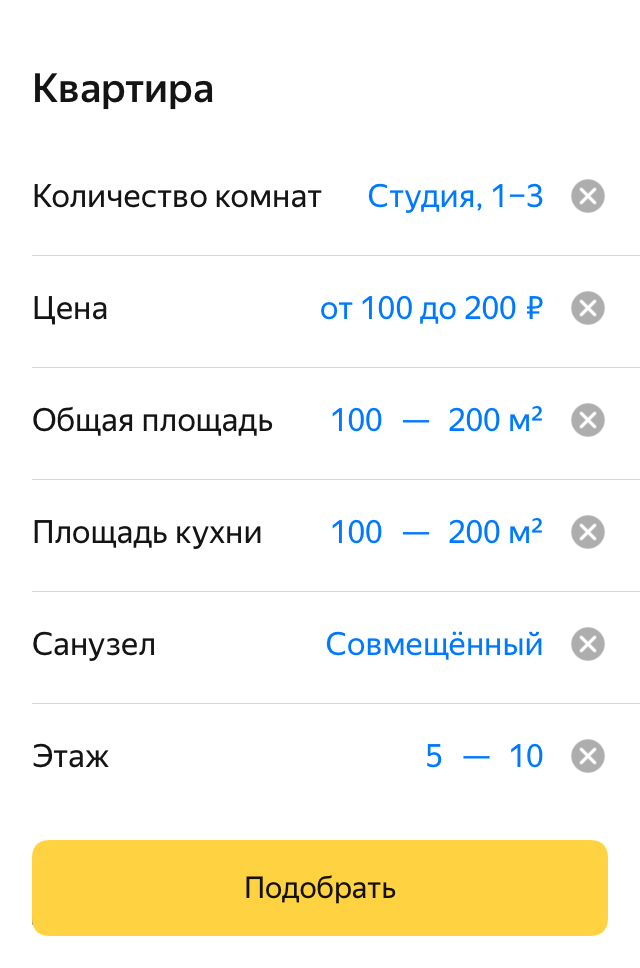 Квартира
Количество комнат Студия, 1–3
Цена от 100 до 200 ₽
Общая площадь 100 — 200 м²
Площадь кухни 100 — 200 м²
Санузел Совмещённый
Этаж 5 — 10
Подобрать